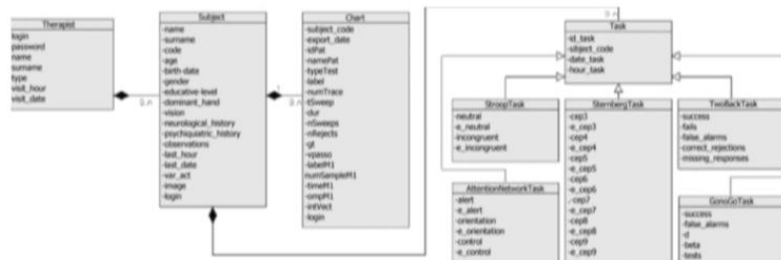 Therapist
login
password
name
surname
type
visit_hour
visit_date
0..n
Subject
-name
-surname
-code
-age
-birth-date
-gender
-educative-level
-dominant_hand
-vision
-neurological_history
-psychiquiatric_history
-observations
-last_hour
-last_date
-var_act
-image
-login
0..n
Chart
-subject_code
-export_date
-idPat
-namePat
-typeTest
-label
-numTrace
-tSweep
-dur
-nSweeps
-nRejects
-gt
-vpasso
-labelM1
numSampleM1
-timeM1
-ompM1
-intVect
-login
0..n
Task
-id_task
-sbject_code
-date_task
-hour_task
StroopTask
-neutral
-e_neutral
-incongruent
-e_incongruent
AttentionNetworkTask
-alert
-e_alert
-orientation
-e_orientation
-control
-e_control
SternbergTask
-cep3
-e_cep3
-cep4
-e_cep4
-cep5
-e_cep5
-cep6
-e_cep6
-cep7
-e_cep7
-cep8
-e_cep8
-cep9
-e_cep9
TwoBackTask
-success
-fails
-false_alarms
-correct_rejections
-missing_responses
GonoGoTask
-success
-false_alarms
-d
-beta
-tests